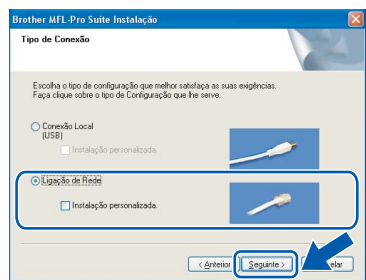 Brother MFL-Pro Suite Instalação
Tipo de Conexão
Escolha o tipo de configuração que melhor satisfaça as suas exigências.
Faça clique sobre o tipo de Configuração que lhe serve.
Conexão Local
(USB)
Instalação personalizada.
Ligação de Rede
Instalação personalizada.
< Anterior Seguinte > elar